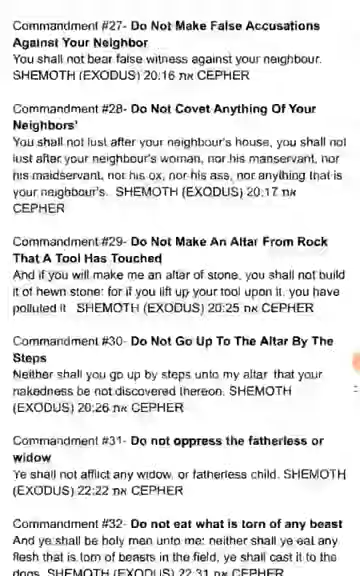 Commandment #27- Do Not Make False Accusations
Against Your Neighbor
You shall not bear false witness against your neighbour.
SHEMOTH (EXODUS) 20:16 את CEPHER
Commandment #28- Do Not Covet Anything Of Your
Neighbors'
You shall not lust after your neighbour's house, you shall not
lust after your neighbour's woman, nor his manservant, nor
his maidservant, nor his ox, nor his ass, nor anything that is
your neighbour's. SHEMOTH (EXODUS) 20:17 את
CEPHER
Commandment #29- Do Not Make An Altar From Rock
That A Tool Has Touched
And if you will make me an altar of stone, you shall not build
it of hewn stone: for if you lift up your tool upon it, you have
polluted it SHEMOTH (EXODUS) 20:25 את CEPHER
Commandment #30- Do Not Go Up To The Altar By The
Steps
Neither shall you go up by steps unto my altar, that your
nakedness be not discovered thereon. SHEMOTH
(EXODUS) 20:26 את CEPHER
Commandment #31- Do not oppress the fatherless or
widow
Ye shall not afflict any widow, or fatherless child. SHEMOTH
(EXODUS) 22:22 את CEPHER
Commandment #32- Do not eat what is torn of any beast
And ye shall be holy men unto me: neither shall ye eat any
flesh that is torn of beasts in the field, ye shall cast it to the
dogs. SHEMOTH (EXODUS) 22:31 את CEPHER